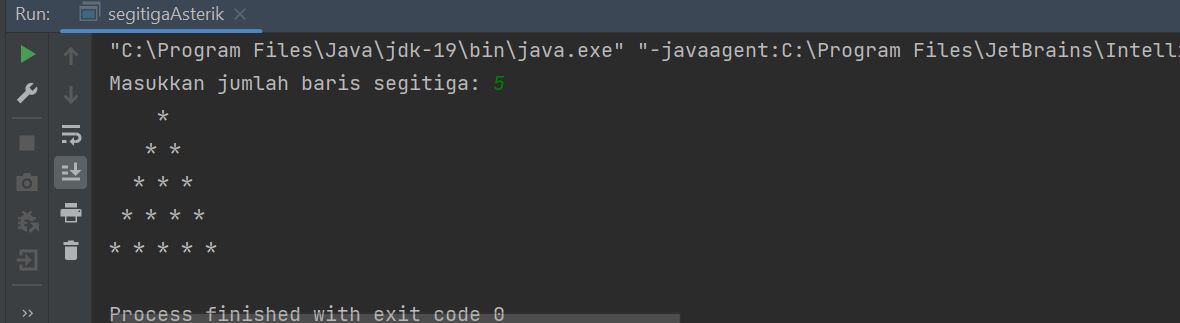 Run: segitigaAsterik
"C:\Program Files\Java\jdk-19\bin\java.exe" "-javaagent:C:\Program Files\JetBrains\Intelli
Masukkan jumlah baris segitiga: 5
    *
   * *
  * * *
 * * * *
* * * * *
Process finished with exit code 0